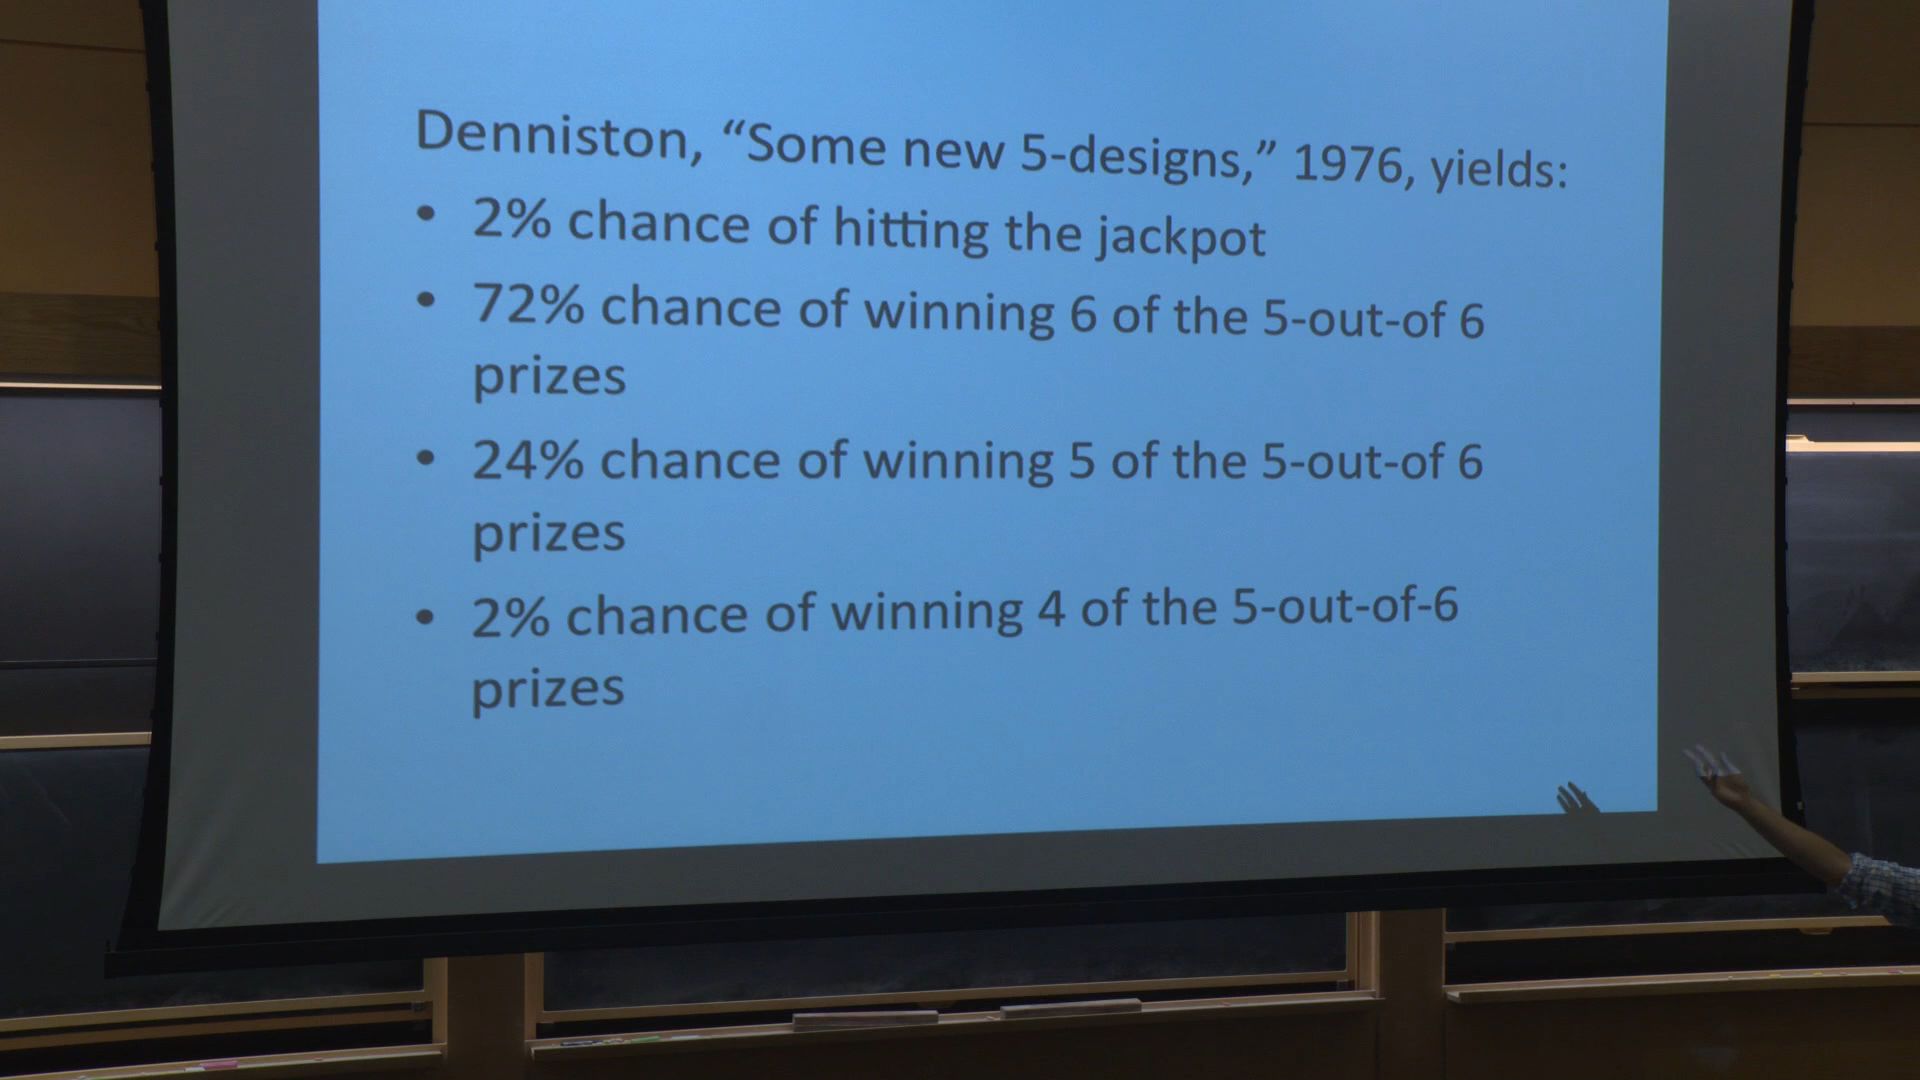 Denniston, “Some new 5-designs,” 1976, yields:
• 2% chance of hitting the jackpot
• 72% chance of winning 6 of the 5-out-of 6
prizes
• 24% chance of winning 5 of the 5-out-of 6
prizes
• 2% chance of winning 4 of the 5-out-of-6
prizes